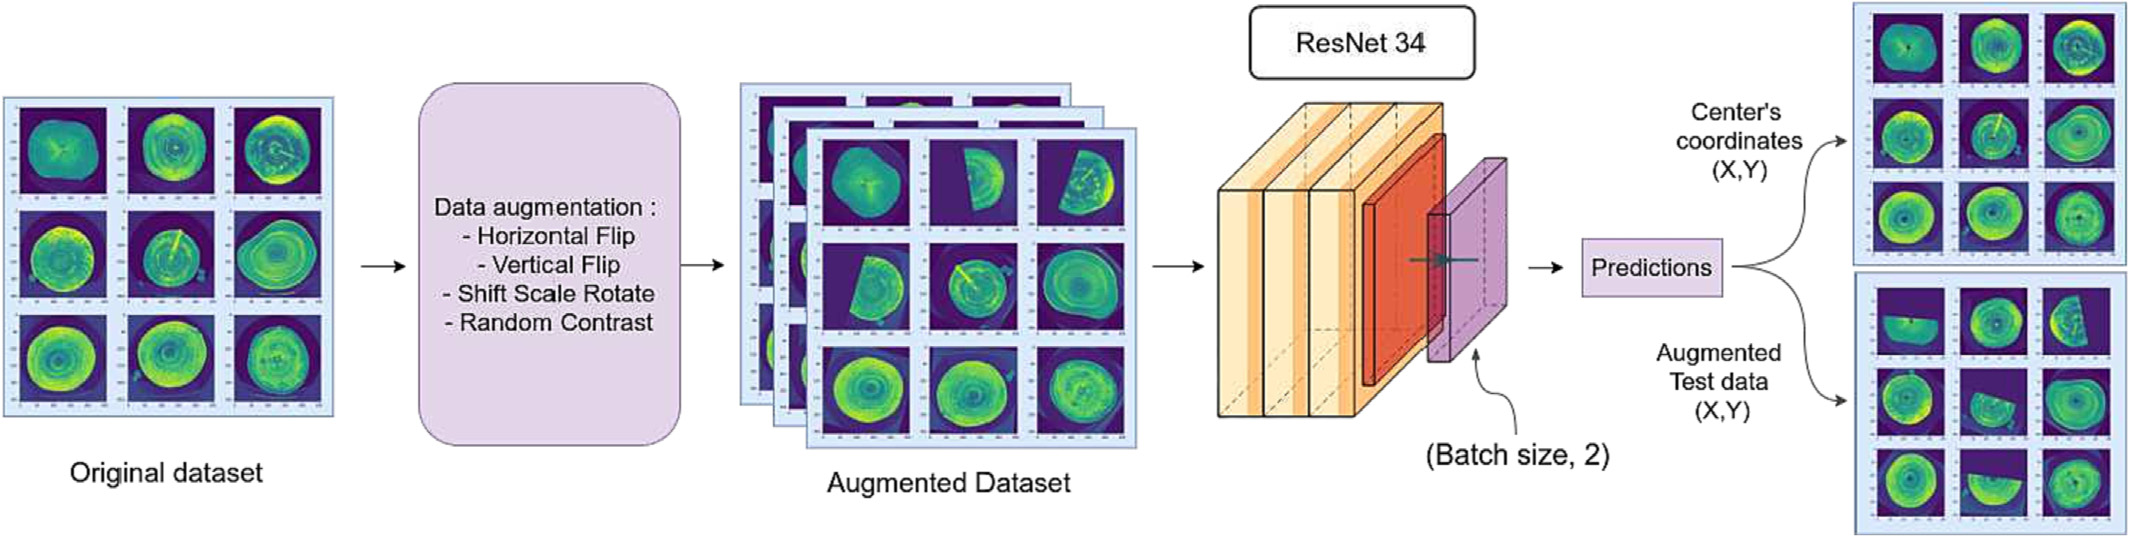 Original dataset
Data augmentation :
- Horizontal Flip
- Vertical Flip
- Shift Scale Rotate
- Random Contrast
Augmented Dataset
ResNet 34
(Batch size, 2)
Predictions
Center's
coordinates
(X,Y)
Augmented
Test data
(X,Y)